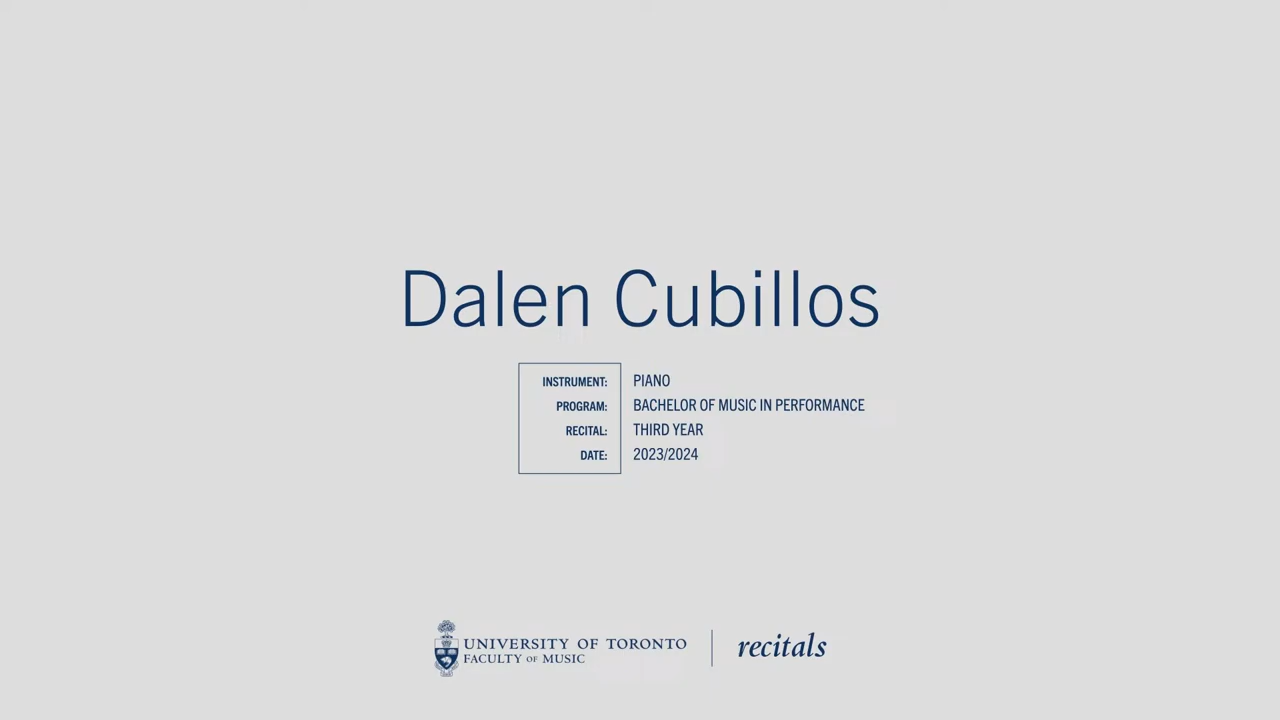 Dalen Cubillos
INSTRUMENT: PIANO
PROGRAM: BACHELOR OF MUSIC IN PERFORMANCE
RECITAL: THIRD YEAR
DATE: 2023/2024
UNIVERSITY OF TORONTO
FACULTY OF MUSIC
recitals